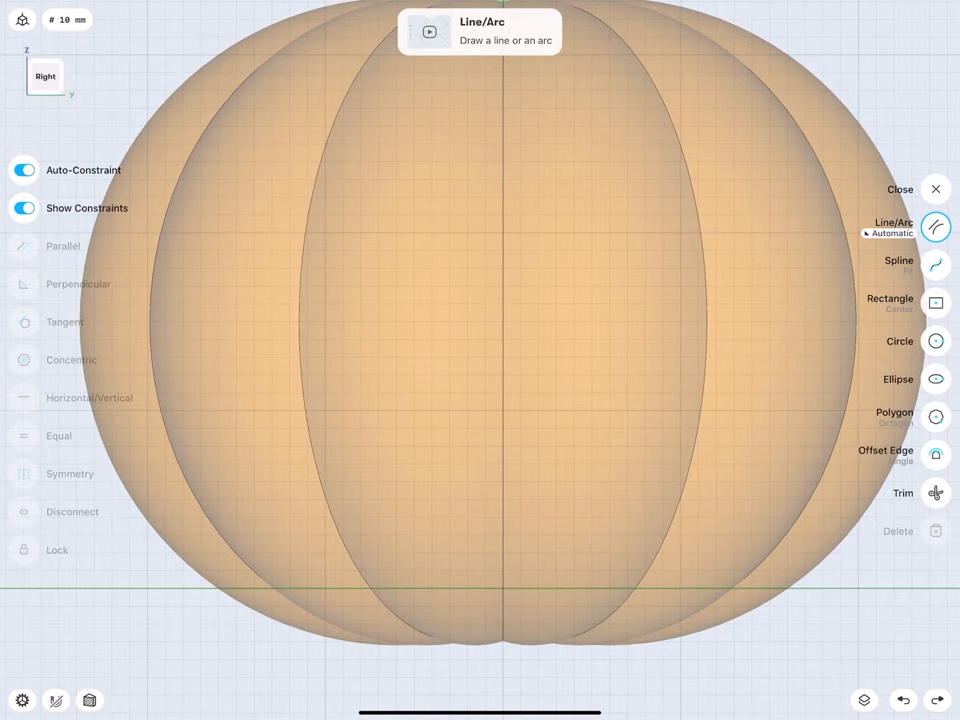 # 10 mm
Line/Arc
Draw a line or an arc
Z
Right
y
Auto-Constraint
Show Constraints
Parallel
Perpendicular
Tangent
Concentric
Horizontal/Vertical
Equal
Symmetry
Disconnect
Lock
Close
Line/Arc
Automatic
Spline
Fit
Rectangle
Center
Circle
Ellipse
Polygon
Octagon
Offset Edge
Single
Trim
Delete